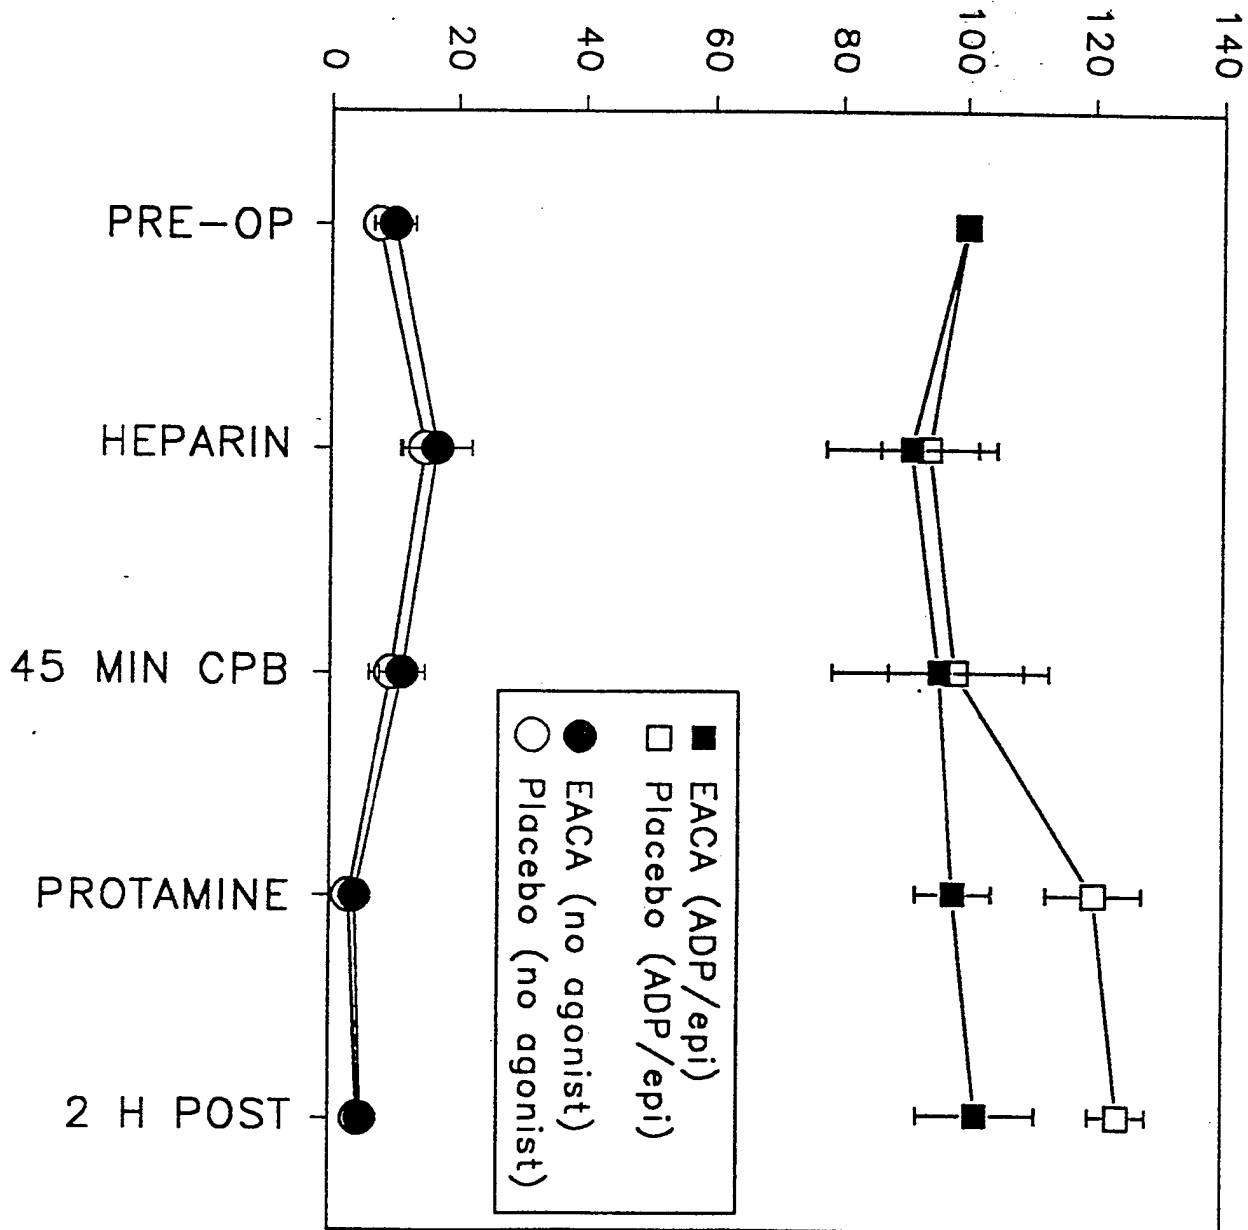 0
20
40
60
80
100
120
140
PRE-OP
HEPARIN
45 MIN CPB
PROTAMINE
2 H POST
EACA (ADP/epi)
Placebo (ADP/epi)
EACA (no agonist)
Placebo (no agonist)